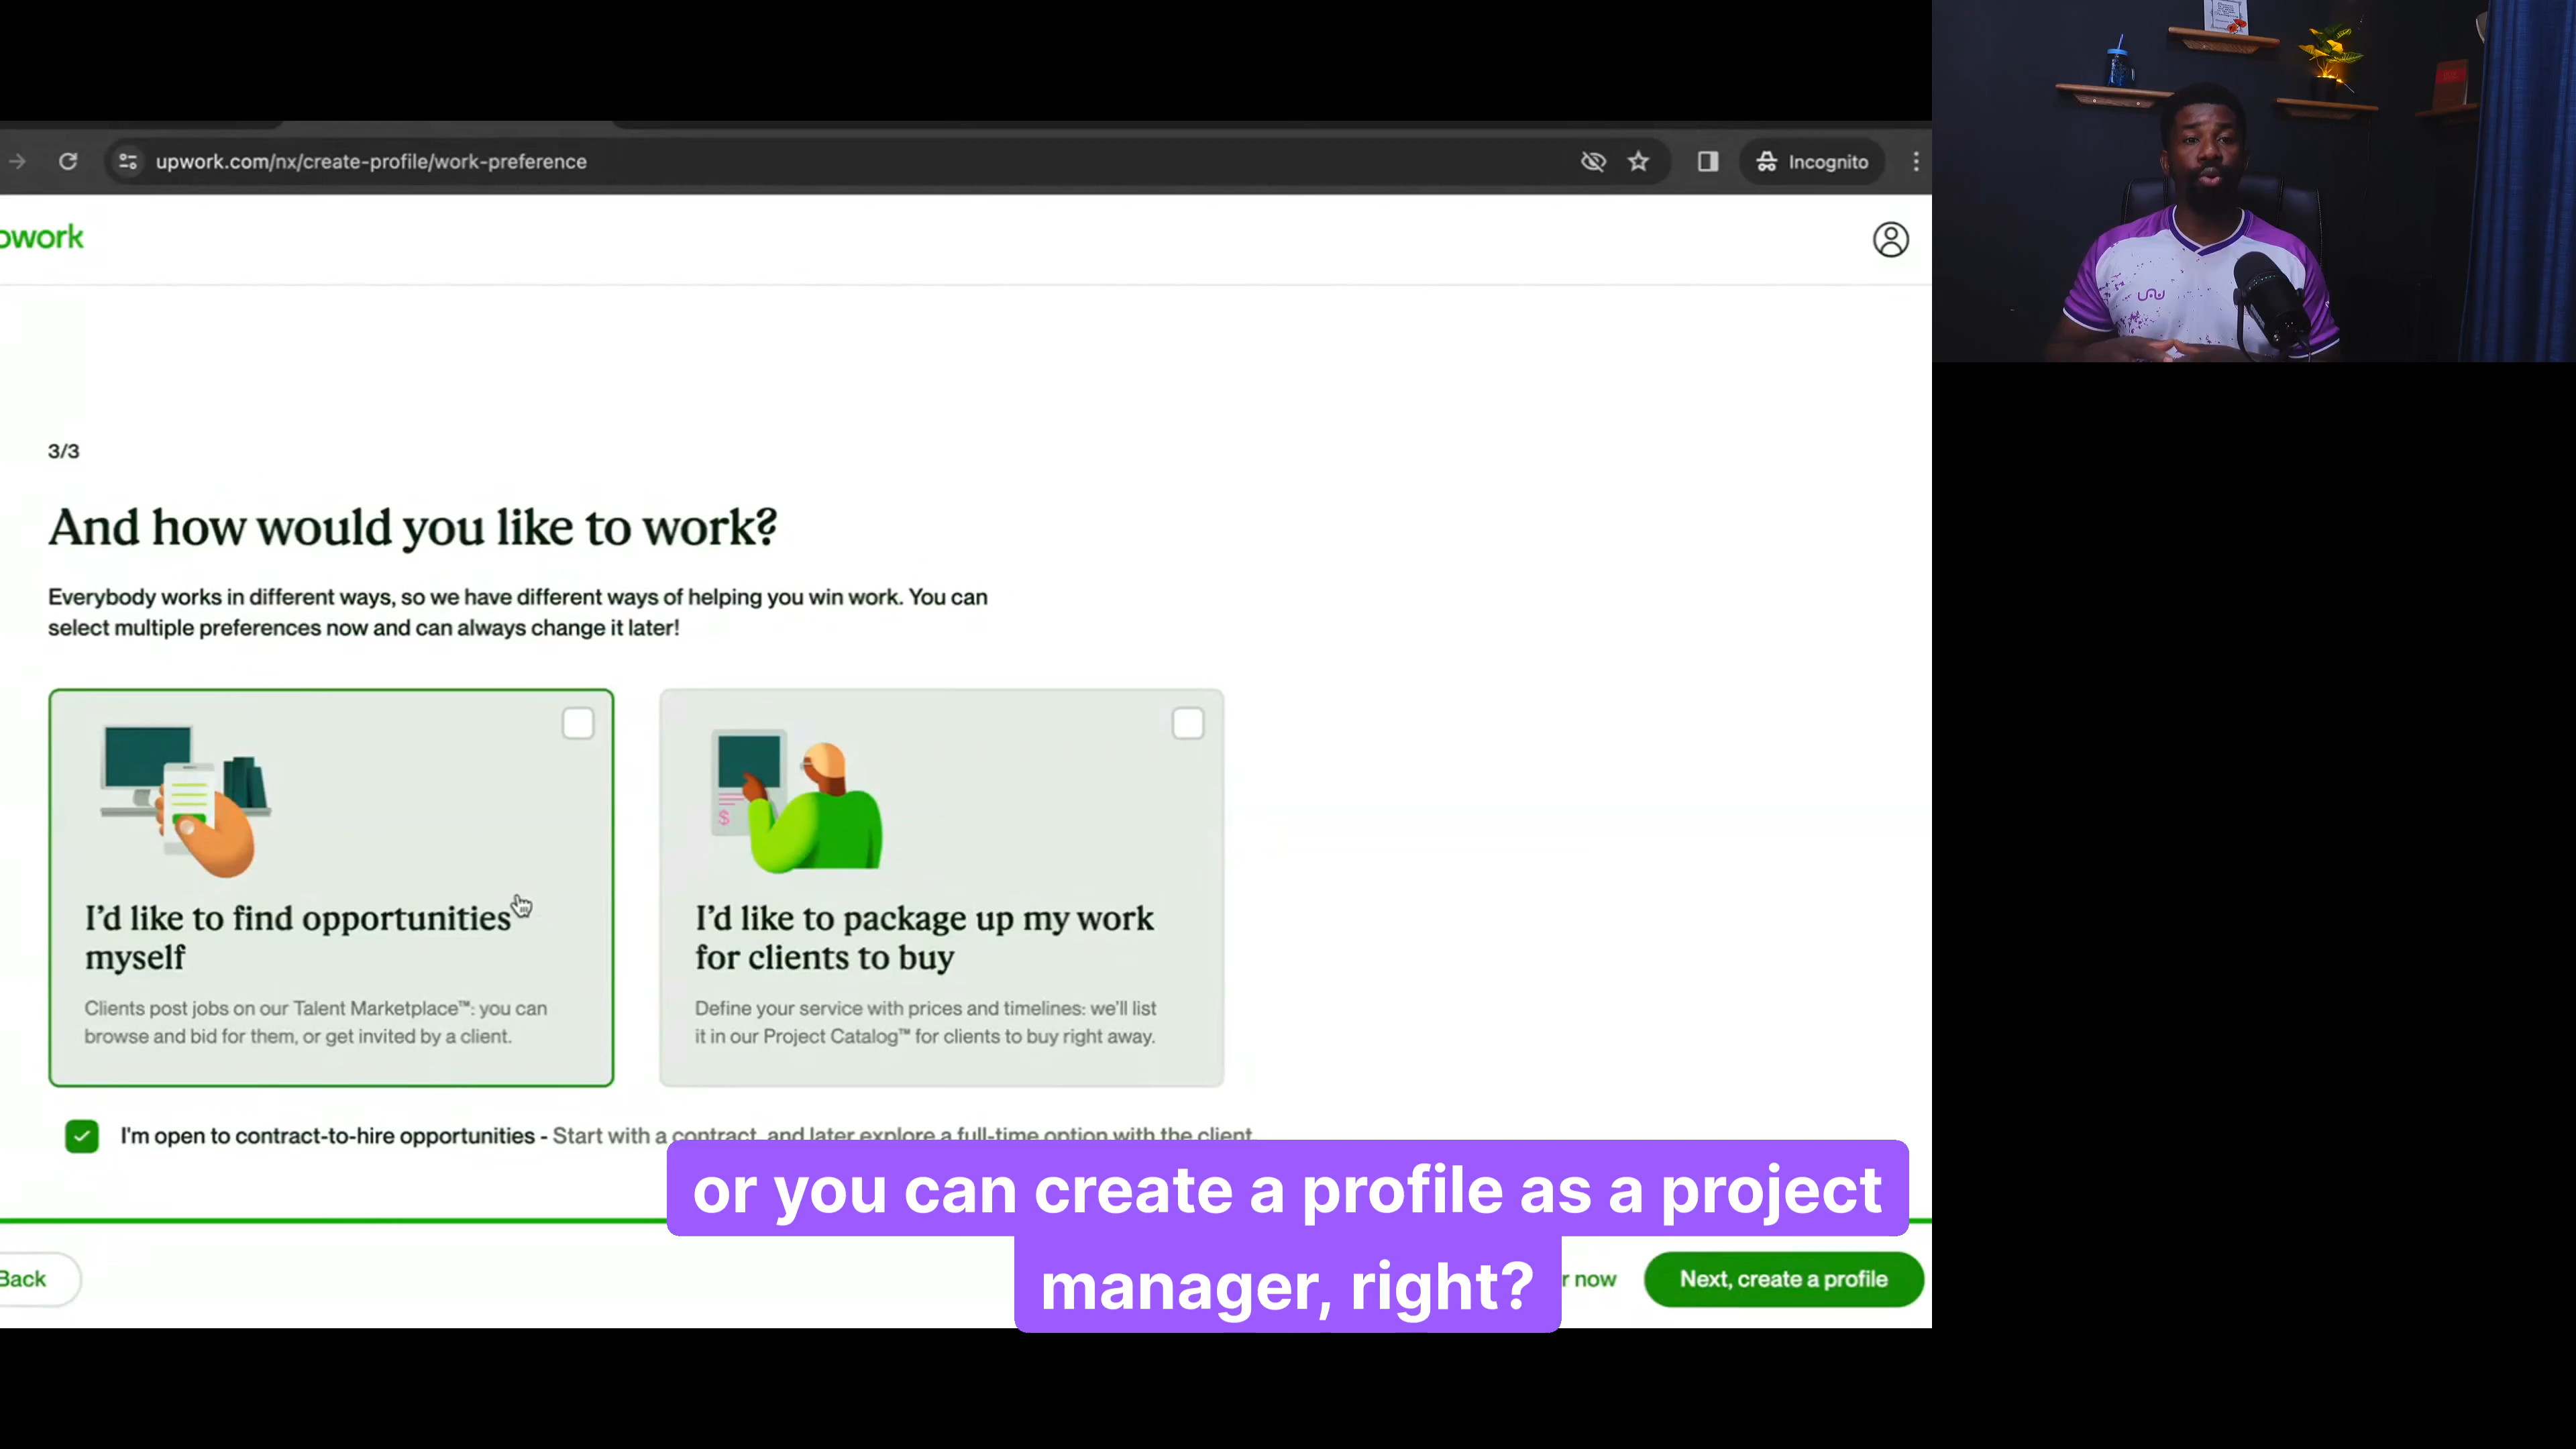 upwork.com/nx/create-profile/work-preference
Incognito
pwork
3/3
And how would you like to work?
Everybody works in different ways, so we have different ways of helping you win work. You can
select multiple preferences now and can always change it later!
$
I’d like to find opportunities
myself
Clients post jobs on our Talent Marketplace™: you can
browse and bid for them, or get invited by a client.
I’d like to package up my work
for clients to buy
Define your service with prices and timelines: we’ll list
it in our Project Catalog™ for clients to buy right away.
I'm open to contract-to-hire opportunities - Start with a contract, and later explore a full-time option with the client
or you can create a profile as a project
manager, right?
Back
r now
Next, create a profile